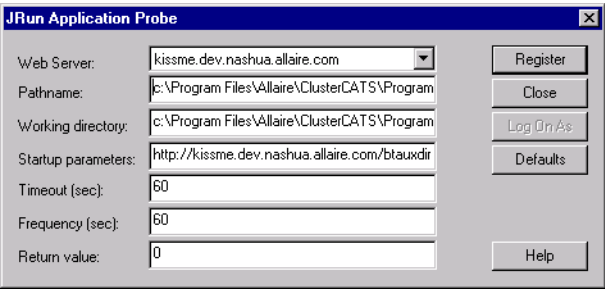 JRun Application Probe
Web Server: kissme.dev.nashua.allaire.com Register
Pathname: c:\Program Files\Allaire\ClusterCATS\Program Close
Working directory: c:\Program Files\Allaire\ClusterCATS\Program Log On As
Startup parameters: http://kissme.dev.nashua.allaire.com/btauxdir Defaults
Timeout (sec): 60
Frequency (sec): 60
Return value: 0 Help